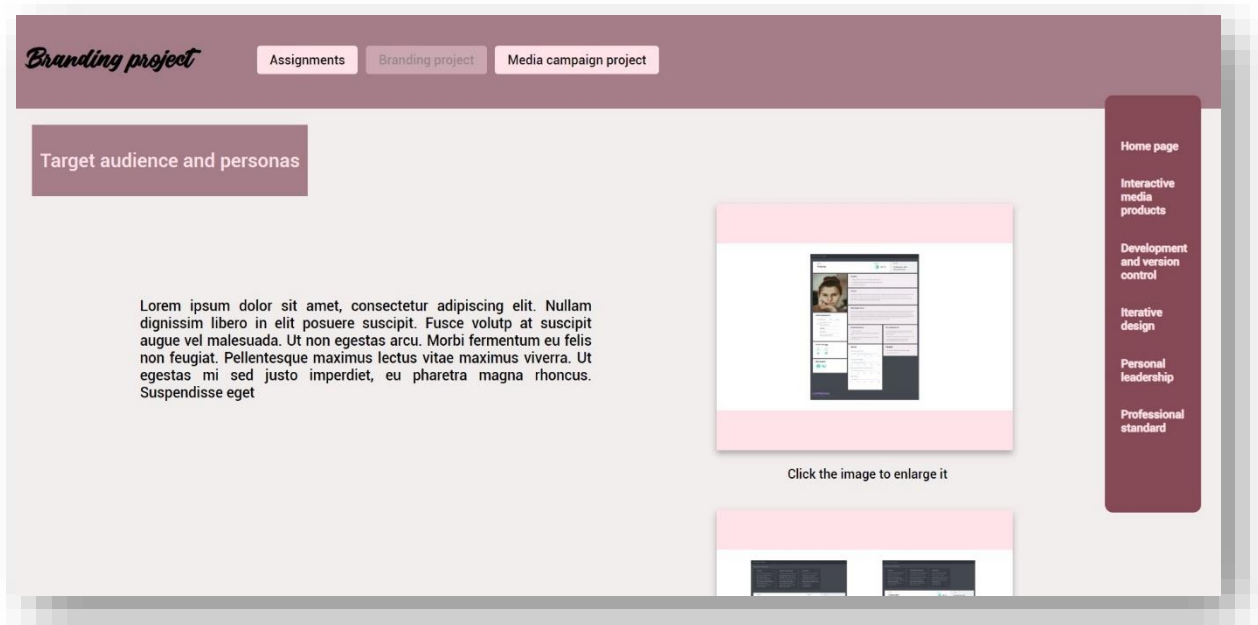 Branding project
Assignments
Branding project
Media campaign project
Target audience and personas
Lorem ipsum dolor sit amet, consectetur adipiscing elit. Nullam
dignissim libero in elit posuere suscipit. Fusce volutp at suscipit
augue vel malesuada. Ut non egestas arcu. Morbi fermentum eu felis
non feugiat. Pellentesque maximus lectus vitae maximus viverra. Ut
egestas mi sed justo imperdiet, eu pharetra magna rhoncus.
Suspendisse eget
Click the image to enlarge it
Home page
Interactive
media
products
Development
and version
control
Iterative
design
Personal
leadership
Professional
standard